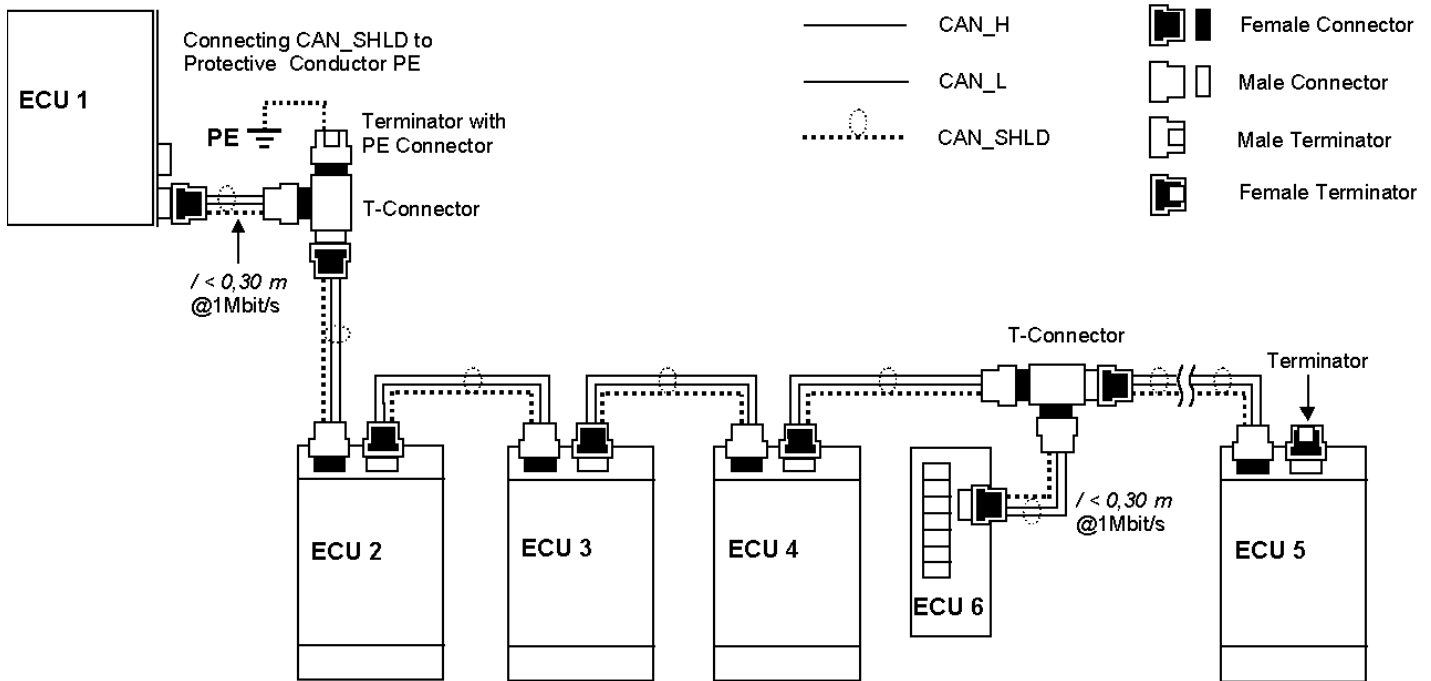 ECU 1
Connecting CAN_SHLD to
Protective Conductor PE
PE
Terminator with
PE Connector
T-Connector
/ < 0,30 m
@1Mbit/s
CAN_H
CAN_L
CAN_SHLD
Female Connector
Male Connector
Male Terminator
Female Terminator
T-Connector
Terminator
/ < 0,30 m
@1Mbit/s
ECU 2
ECU 3
ECU 4
ECU 6
ECU 5